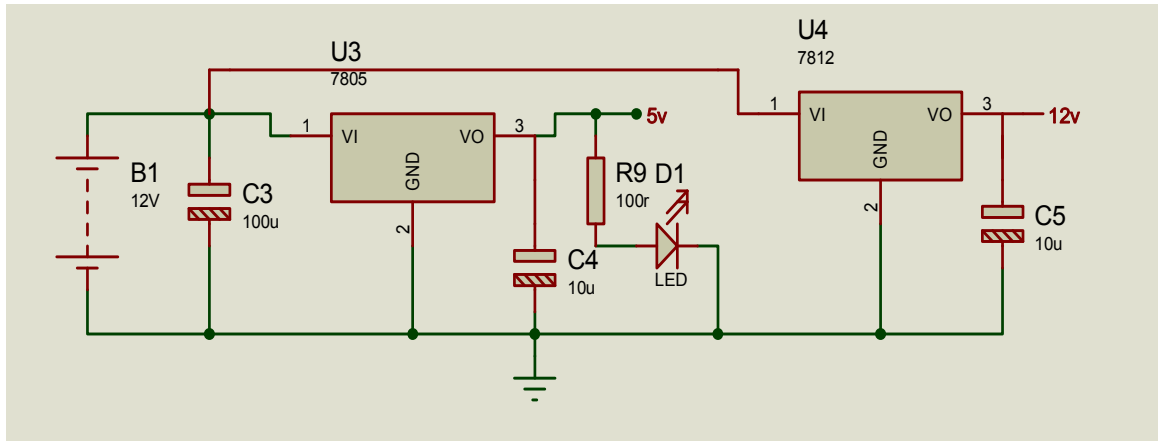 U3
7805
U4
7812
1
VI
VO
3
GND
2
5v
1
VI
VO
3
GND
2
12v
B1
12V
C3
100u
R9
100r
D1
LED
C4
10u
C5
10u